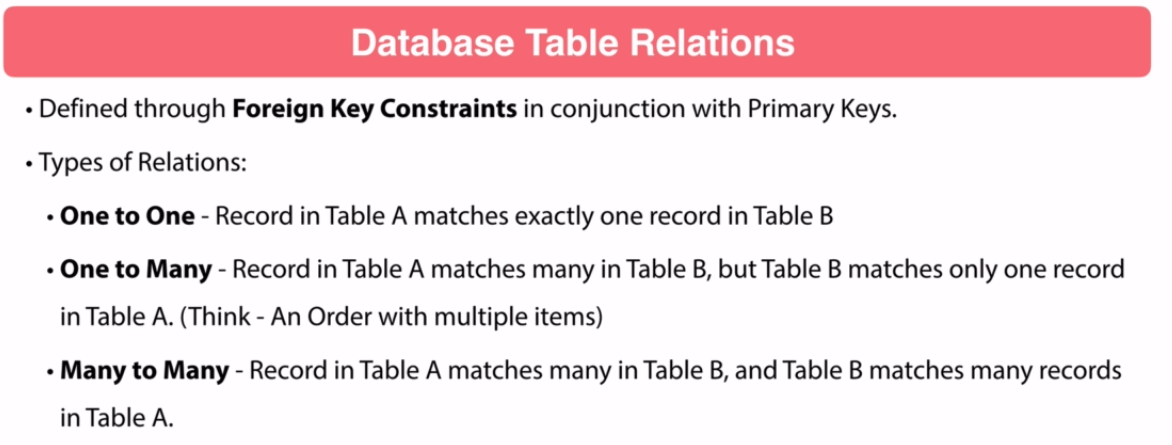 Database Table Relations
• Defined through Foreign Key Constraints in conjunction with Primary Keys.
• Types of Relations:
• One to One - Record in Table A matches exactly one record in Table B
• One to Many - Record in Table A matches many in Table B, but Table B matches only one record
in Table A. (Think - An Order with multiple items)
• Many to Many - Record in Table A matches many in Table B, and Table B matches many records
in Table A.